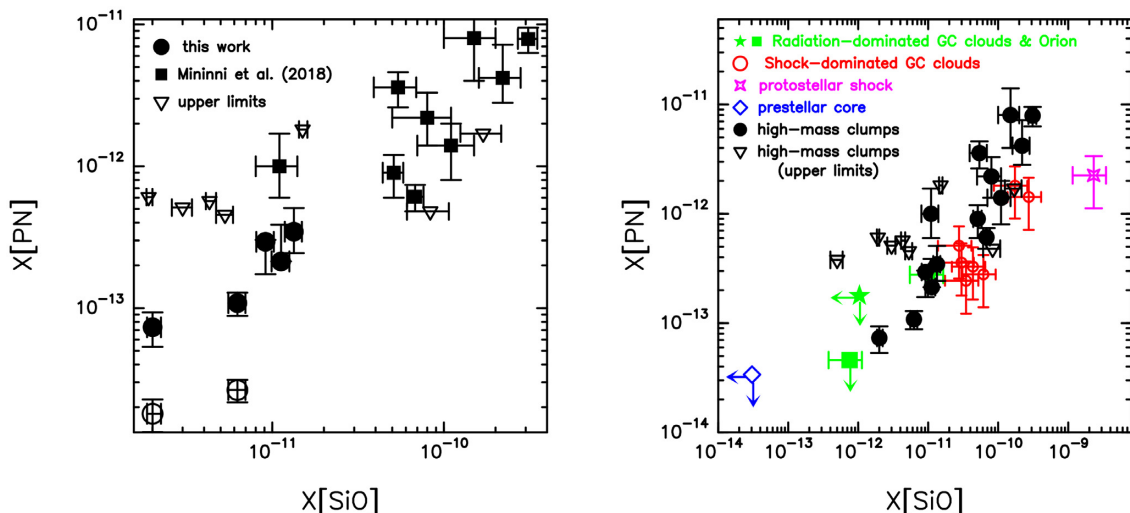 10⁻¹¹
10⁻¹²
10⁻¹³
X[PN]
this work
Mininni et al. (2018)
upper limits
10⁻¹¹
10⁻¹⁰
X[SiO]
Radiation-dominated GC clouds & Orion
Shock-dominated GC clouds
protostellar shock
prestellar core
high-mass clumps
high-mass clumps
(upper limits)
10⁻¹¹
10⁻¹²
10⁻¹³
10⁻¹⁴
X[PN]
10⁻¹⁴
10⁻¹³
10⁻¹²
10⁻¹¹
10⁻¹⁰
10⁻⁹
X[SiO]